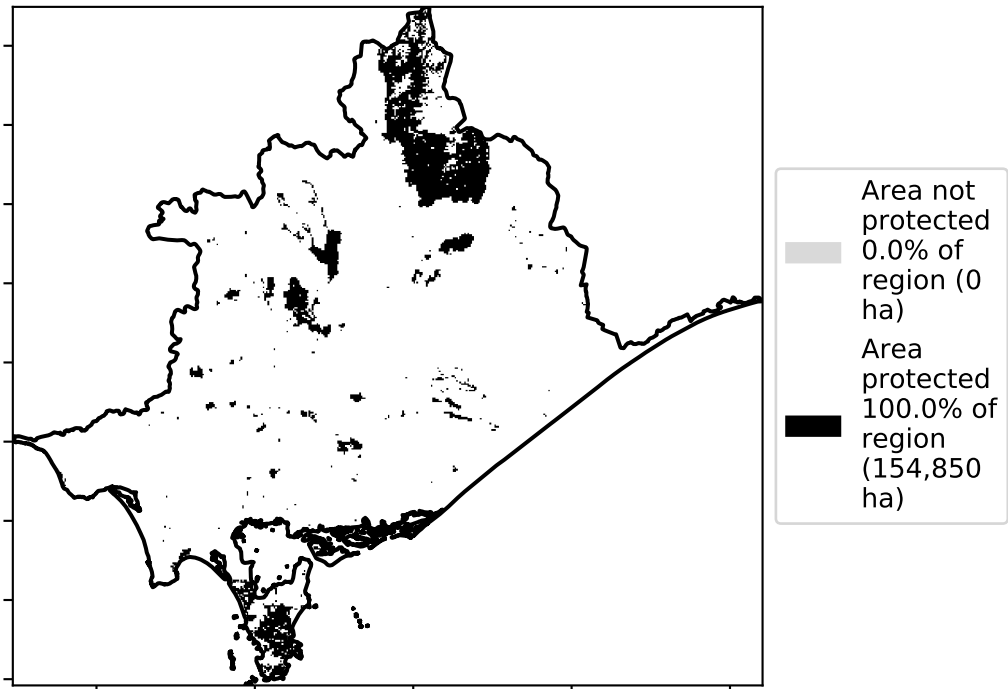 Area not
protected
0.0% of
region (0
ha)
Area
protected
100.0% of
region
(154,850
ha)